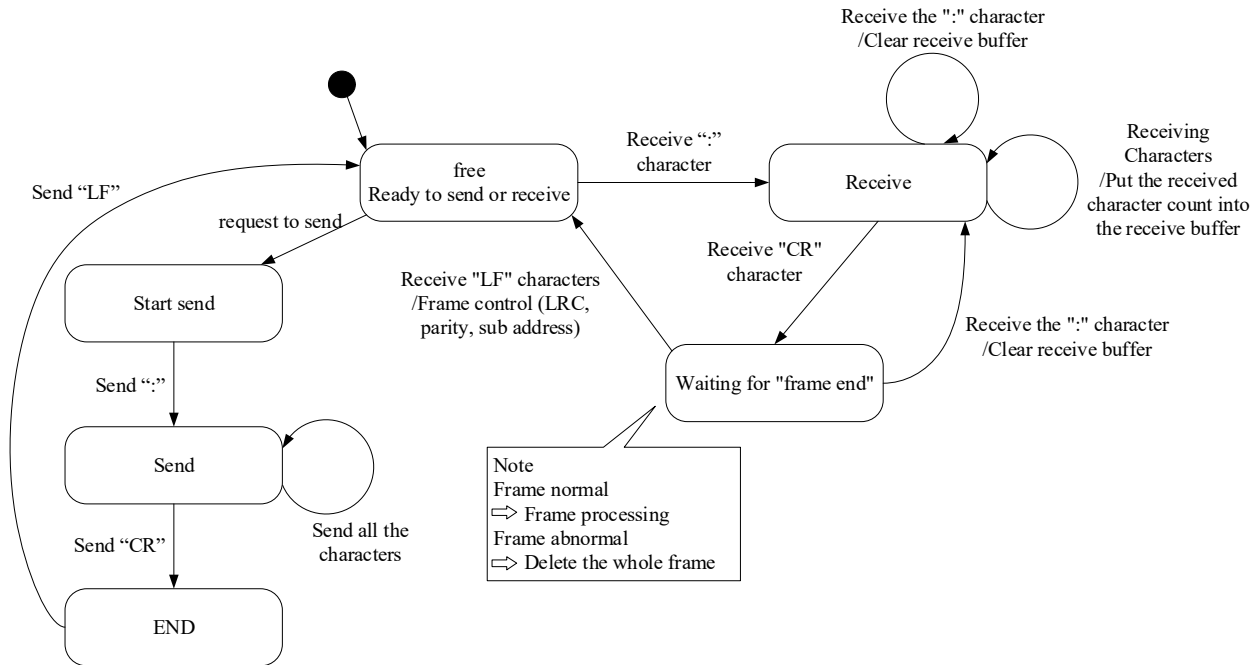 Receive the ":" character
/Clear receive buffer
Receive “:”
character
Receiving
Characters
/Put the received
character count into
the receive buffer
free
Ready to send or receive
Receive
Send “LF”
request to send
Receive "CR"
character
Receive "LF" characters
/Frame control (LRC,
parity, sub address)
Start send
Receive the ":" character
/Clear receive buffer
Waiting for "frame end"
Send “:”
Send
Note
Frame normal
⇨ Frame processing
Frame abnormal
⇨ Delete the whole frame
Send all the
characters
Send “CR”
END